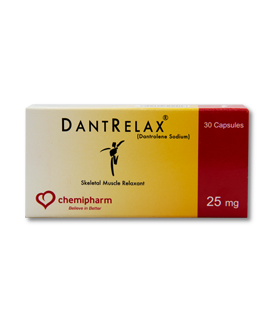 DANTRELAX®
(Dantrolene Sodium)
30 Capsules
Skeletal Muscle Relaxant
chemipharm
Believe in Better
25 mg